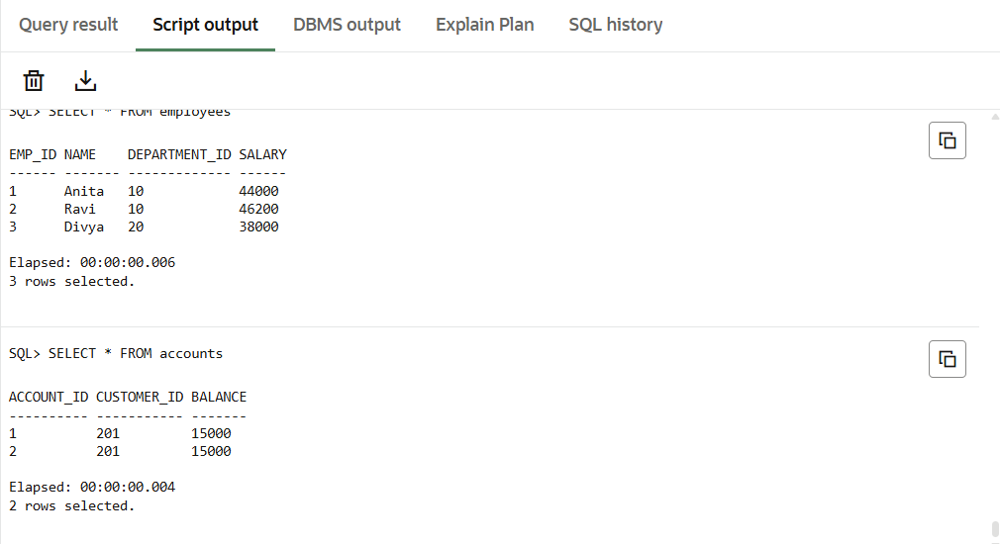 Query result Script output DBMS output Explain Plan SQL history
SQL> SELECT * FROM employees
EMP_ID NAME    DEPARTMENT_ID SALARY
------ ------- ------------- ------
1      Anita   10            44000
2      Ravi    10            46200
3      Divya   20            38000
Elapsed: 00:00:00.006
3 rows selected.
SQL> SELECT * FROM accounts
ACCOUNT_ID CUSTOMER_ID BALANCE
---------- ----------- -------
1          201         15000
2          201         15000
Elapsed: 00:00:00.004
2 rows selected.